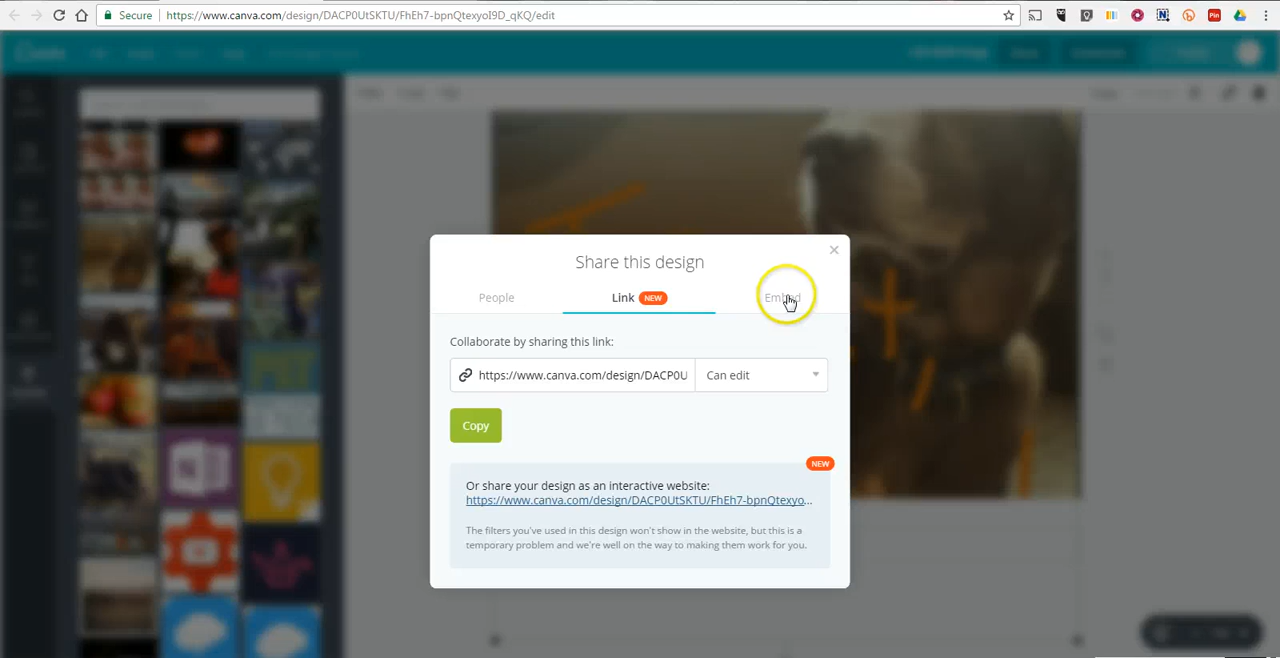 Secure
https://www.canva.com/design/DACP0UtSKTU/FhEh7-bpnQtexyoI9D_qKQ/edit
Pin
Share this design
People
Link NEW
Embed
Collaborate by sharing this link:
https://www.canva.com/design/DACP0U
Can edit
Copy
NEW
Or share your design as an interactive website:
https://www.canva.com/design/DACP0UtSKTU/FhEh7-bpnQtexyo...
The filters you've used in this design won't show in the website, but this is a
temporary problem and we're well on the way to making them work for you.